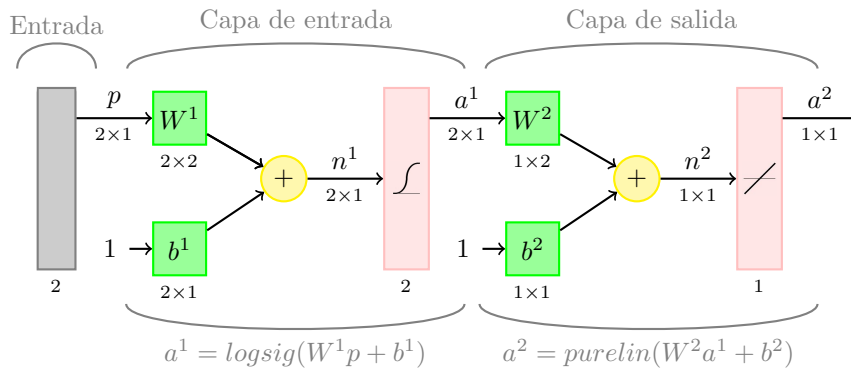 Entrada
Capa de entrada
Capa de salida
p
2×1
W¹
2×2
1
b¹
2×1
+
n¹
2×1
2
2
a¹
2×1
W²
1×2
1
b²
1×1
+
n²
1×1
1
a²
1×1
a¹ = logsig(W¹p + b¹)
a² = purelin(W²a¹ + b²)